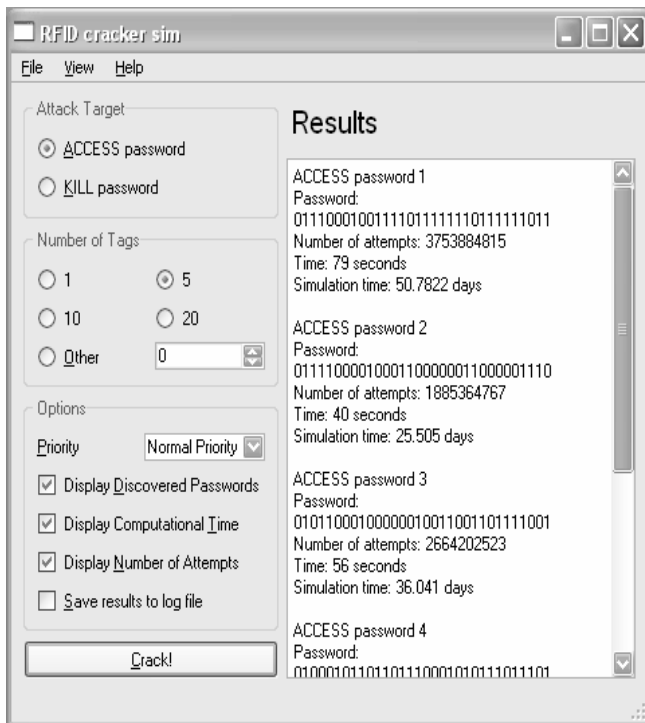 RFID cracker sim
File View Help
Attack Target
ACCESS password
KILL password
Number of Tags
1 5
10 20
Other 0
Options
Priority Normal Priority
Display Discovered Passwords
Display Computational Time
Display Number of Attempts
Save results to log file
Crack!
Results
ACCESS password 1
Password:
01110001001111011111110111111011
Number of attempts: 3753884815
Time: 79 seconds
Simulation time: 50.7822 days
ACCESS password 2
Password:
01111000010001100000011000001110
Number of attempts: 1885364767
Time: 40 seconds
Simulation time: 25.505 days
ACCESS password 3
Password:
01011000100000010011001101111001
Number of attempts: 2664202523
Time: 56 seconds
Simulation time: 36.041 days
ACCESS password 4
Password:
01000101101101110001010111011101